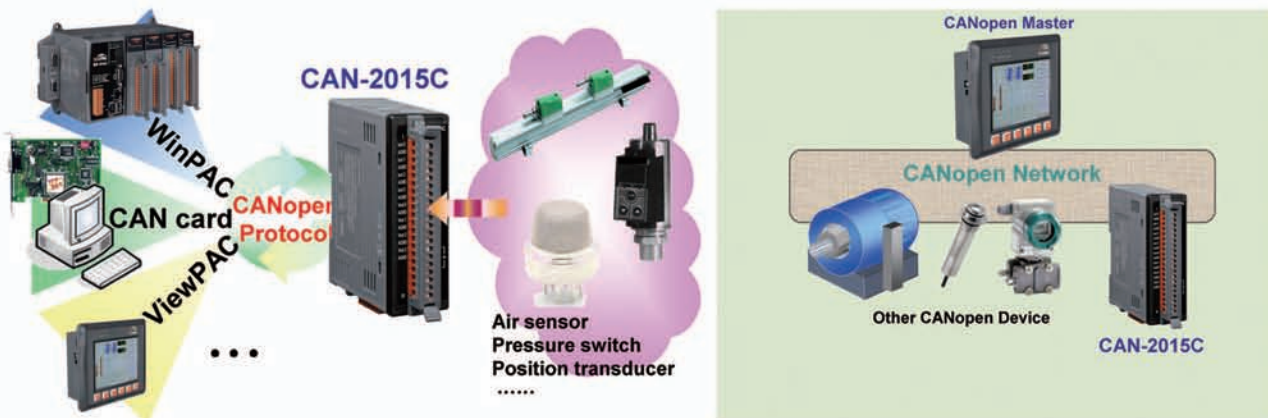 WinPAC
CAN card
ViewPAC
...
CANopen
Protocol
CAN-2015C
Air sensor
Pressure switch
Position transducer
......
CANopen Master
CANopen Network
Other CANopen Device
CAN-2015C